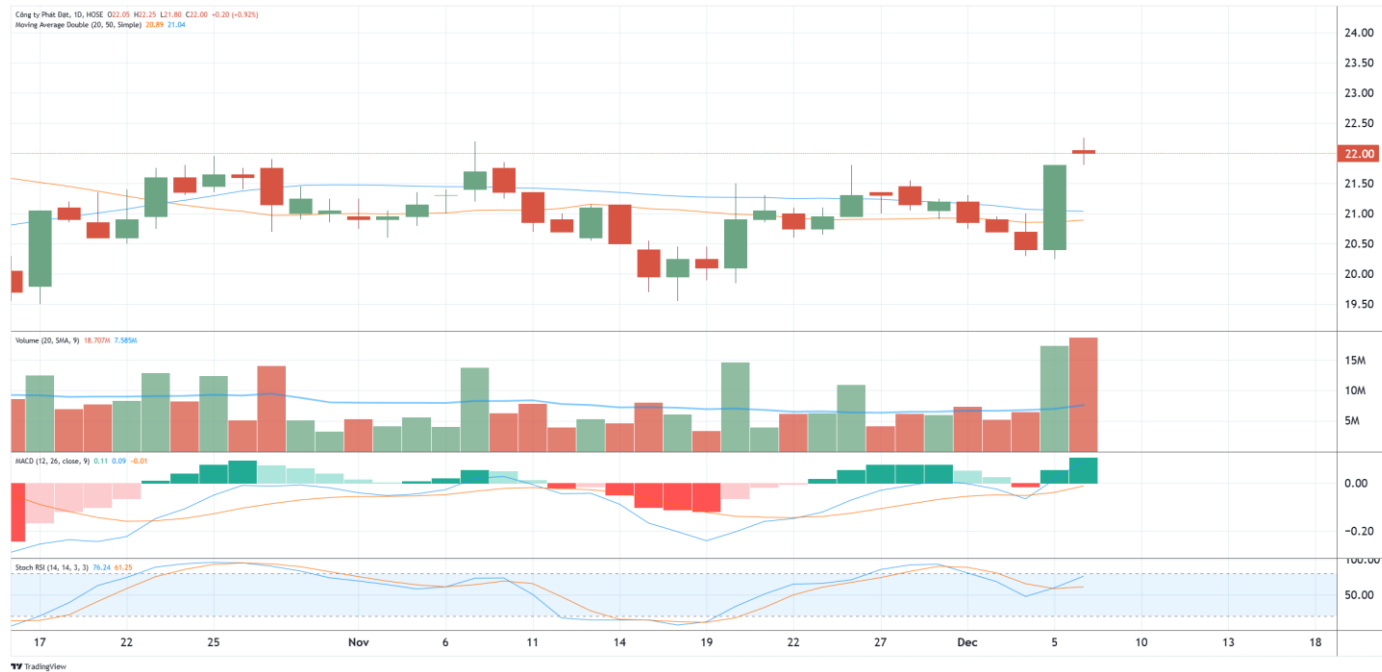 Công ty Phát Đạt, 1D, HOSE O22.05 H22.25 L21.80 C22.00 +0.20 (+0.92%)
Moving Average Double (20, 50, Simple) 20.89 21.04
24.00
23.50
23.00
22.50
22.00
21.50
21.00
20.50
20.00
19.50
Volume (20, SMA, 9) 18.707M 7.585M
15M
10M
5M
MACD (12, 26, close, 9) 0.11 0.09 -0.01
0.00
-0.20
Stoch RSI (14, 14, 3, 3) 76.24 61.25
100.00
50.00
17 22 25 Nov 6 11 14 19 22 27 Dec 5 10 13 18
TradingView